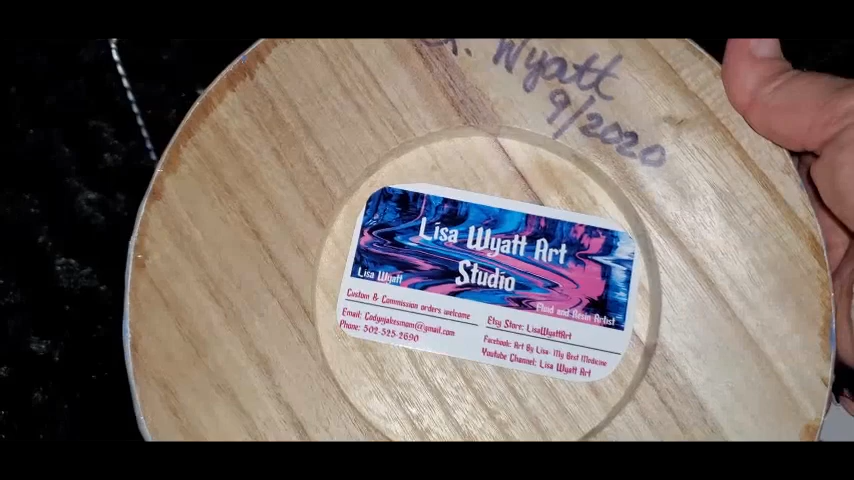 Wyatt
9/2020
Lisa Wyatt Art
Studio
Lisa Wyatt
Fluid and Resin Artist
Custom & Commission orders welcome
Email: Codynjakesmom@gmail.com
Phone: 502-525-2690
Etsy Store: LisaWyattArt
Facebook: Art By Lisa- My Best Medicine
Youtube Channel: Lisa Wyatt Art